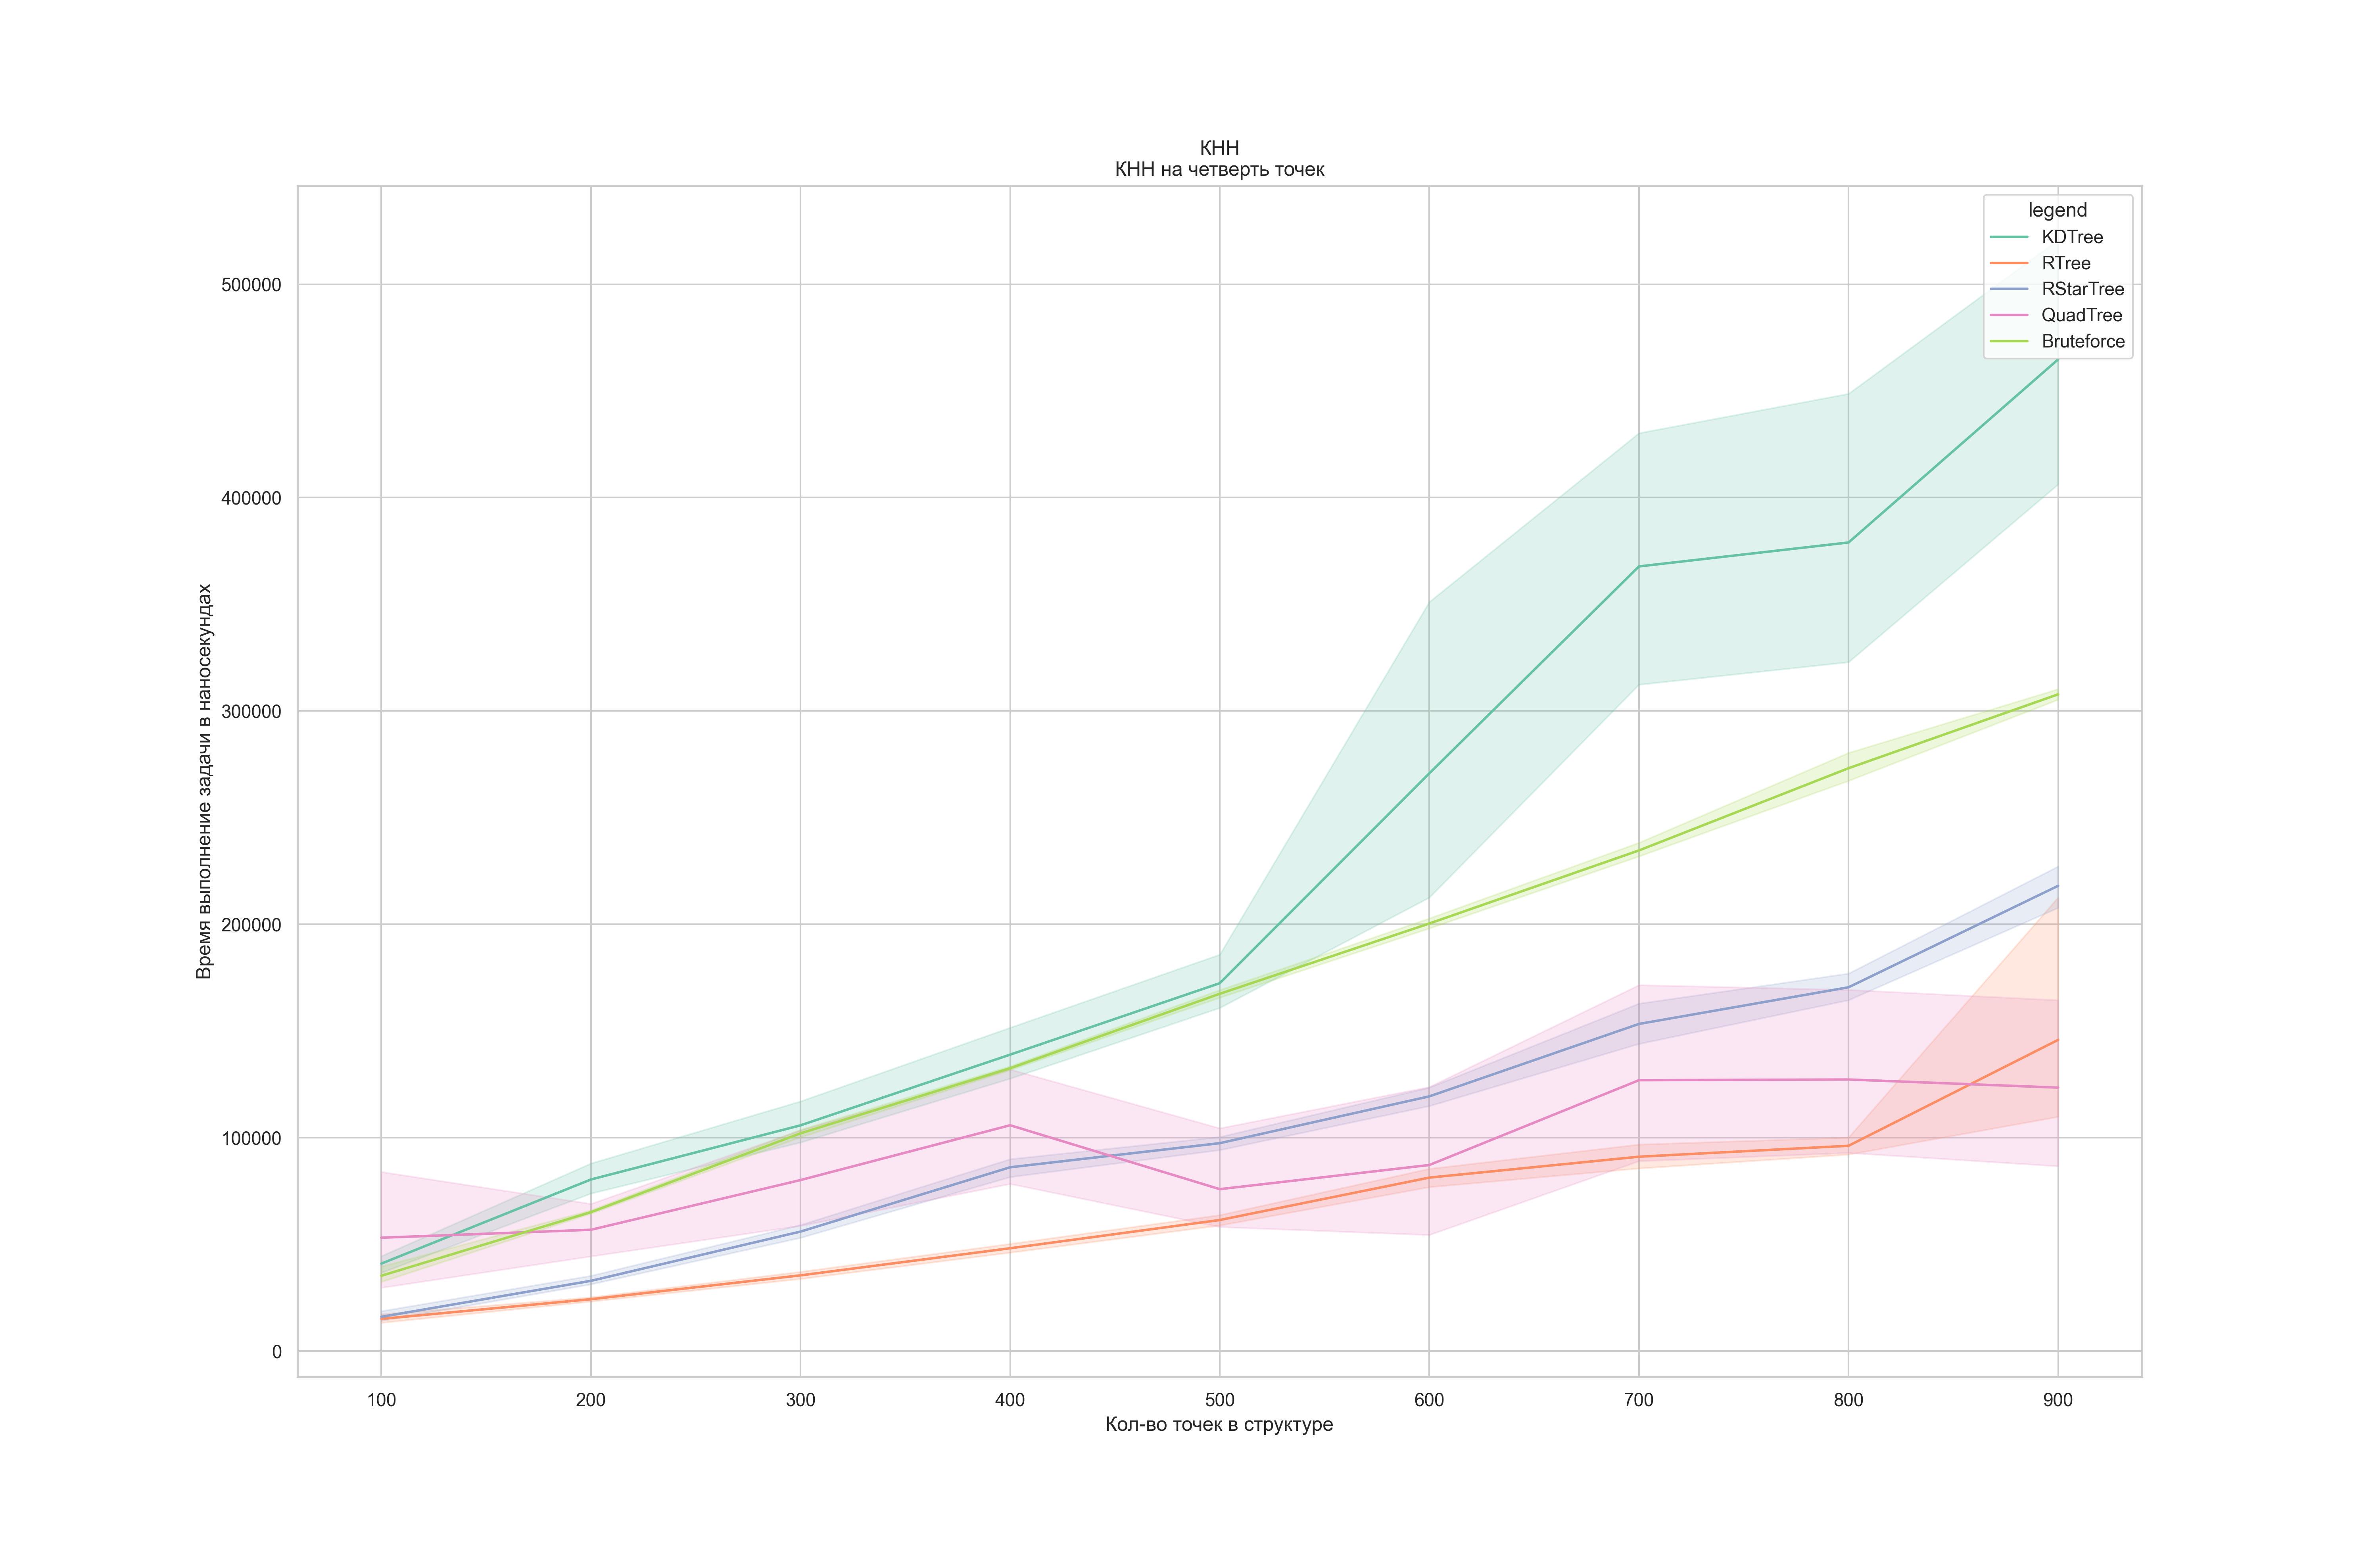 КНН
КНН на четверть точек
legend
KDTree
RTree
RStarTree
QuadTree
Bruteforce
Время выполнение задачи в наносекундах
500000
400000
300000
200000
100000
0
100 200 300 400 500 600 700 800 900
Кол-во точек в структуре